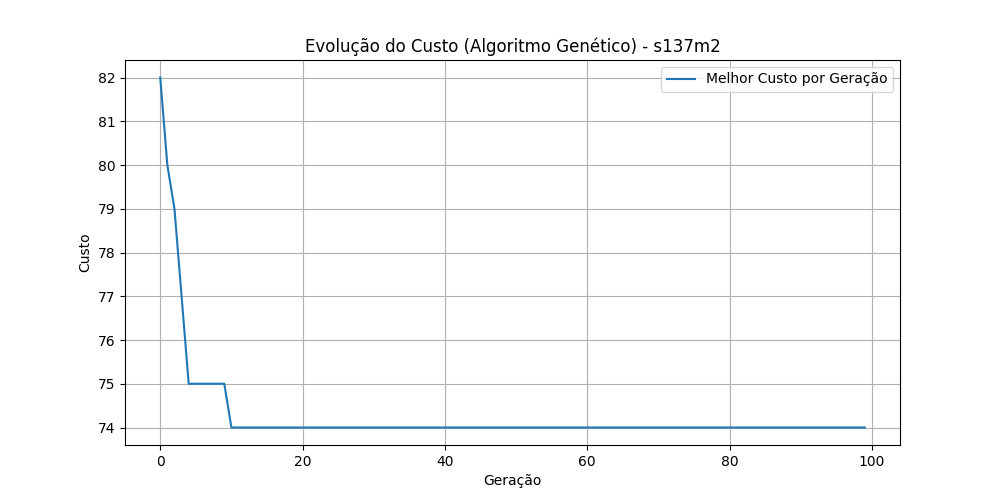 Evolução do Custo (Algoritmo Genético) - s137m2
Melhor Custo por Geração
82
81
80
79
78
77
76
75
74
Custo
0 20 40 60 80 100
Geração